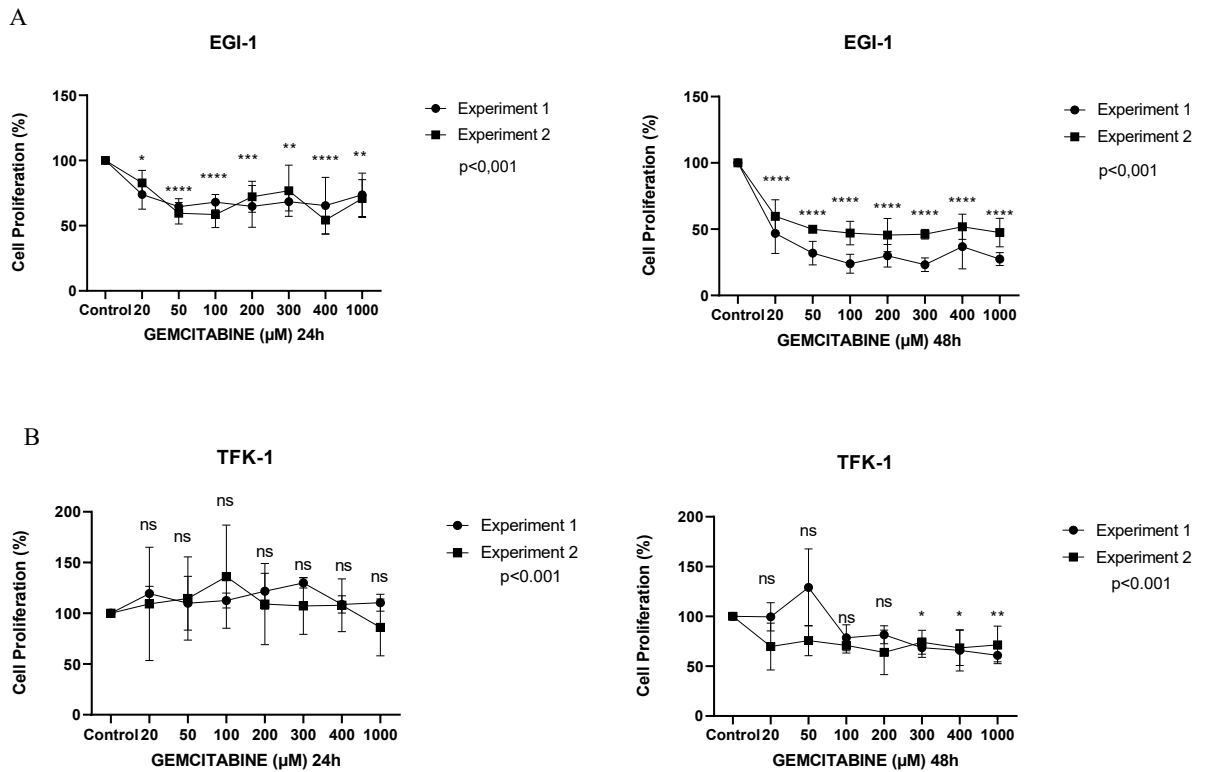 A
EGI-1
Cell Proliferation (%)
150
100
50
0
* **** **** *** ** **** **
Control 20 50 100 200 300 400 1000
GEMCITABINE (µM) 24h
Experiment 1
Experiment 2
p<0,001
EGI-1
Cell Proliferation (%)
150
100
50
0
**** **** **** **** **** **** ****
Control 20 50 100 200 300 400 1000
GEMCITABINE (µM) 48h
Experiment 1
Experiment 2
p<0,001
B
TFK-1
Cell Proliferation (%)
200
150
100
50
0
ns ns ns ns ns ns ns
Control 20 50 100 200 300 400 1000
GEMCITABINE (µM) 24h
Experiment 1
Experiment 2
p<0.001
TFK-1
Cell Proliferation (%)
200
150
100
50
0
ns ns ns ns * * **
Control 20 50 100 200 300 400 1000
GEMCITABINE (µM) 48h
Experiment 1
Experiment 2
p<0.001